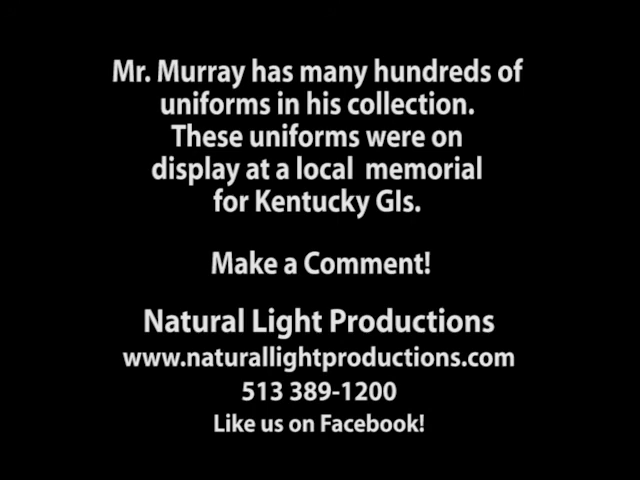 Mr. Murray has many hundreds of
uniforms in his collection.
These uniforms were on
display at a local  memorial
for Kentucky GIs.
Make a Comment!
Natural Light Productions
www.naturallightproductions.com
513 389-1200
Like us on Facebook!